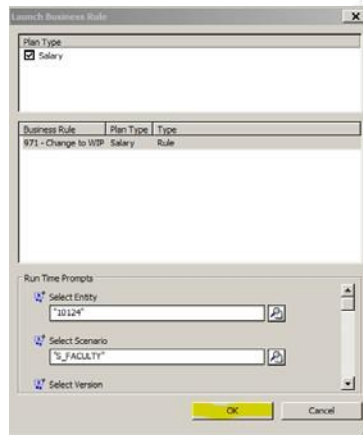 Launch Business Rule
Plan Type
Salary
Business Rule Plan Type Type
971 - Change to WIP Salary Rule
Run Time Prompts
Select Entity
"10124"
Select Scenario
"S_FACULTY"
Select Version
OK Cancel